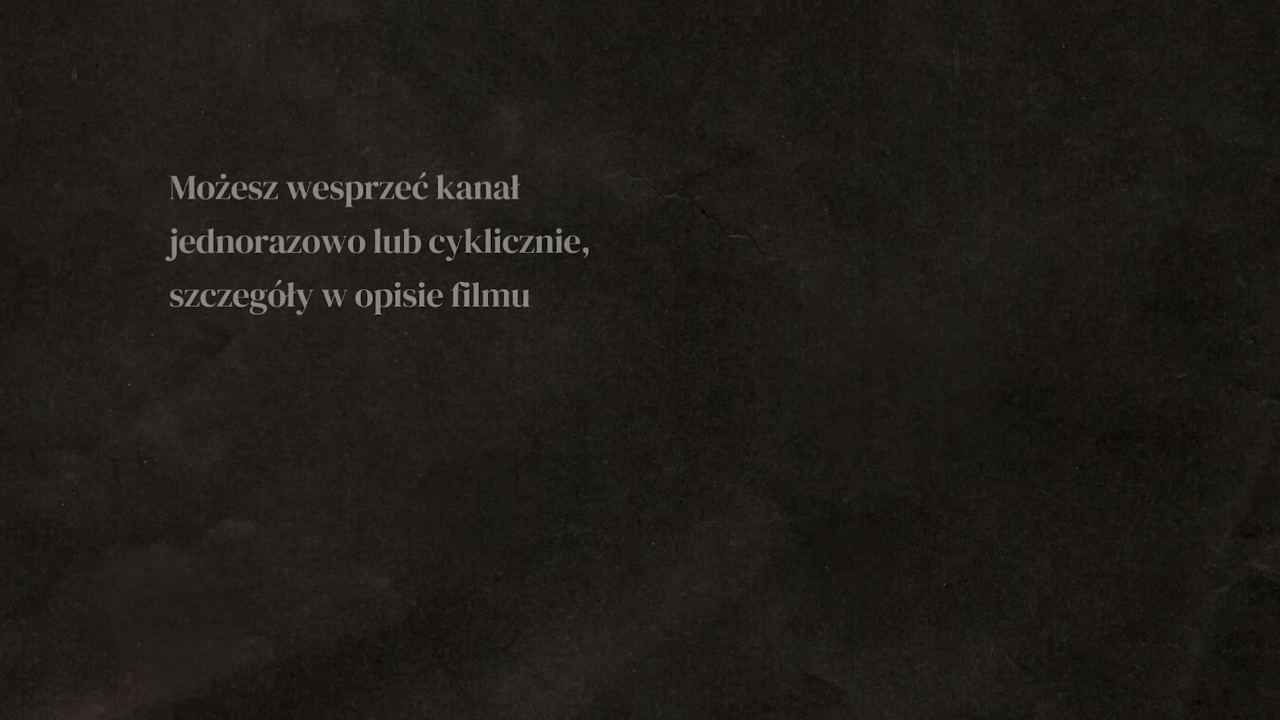 Możesz wesprzeć kanał
jednorazowo lub cyklicznie,
szczegóły w opisie filmu